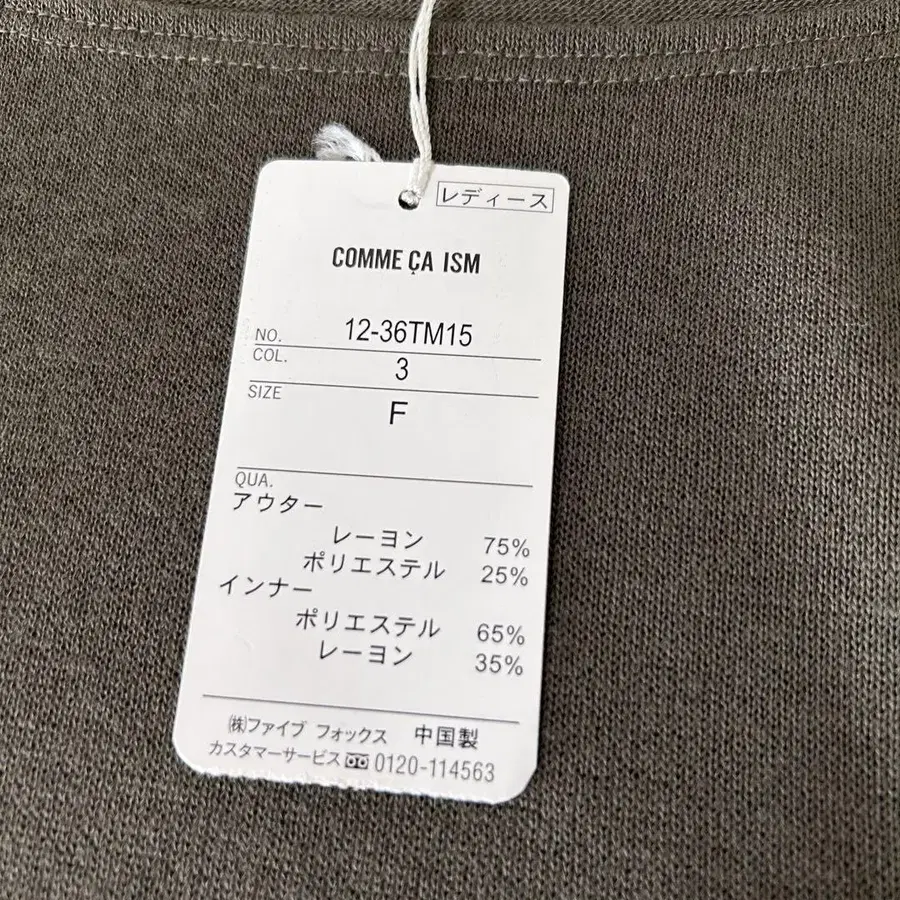 レディース
COMME ÇA ISM
NO. 12-36TM15
COL. 3
SIZE F
QUA.
アウター
レーヨン 75%
ポリエステル 25%
インナー
ポリエステル 65%
レーヨン 35%
㈱ファイブ フォックス 中国製
カスタマーサービス 0120-114563